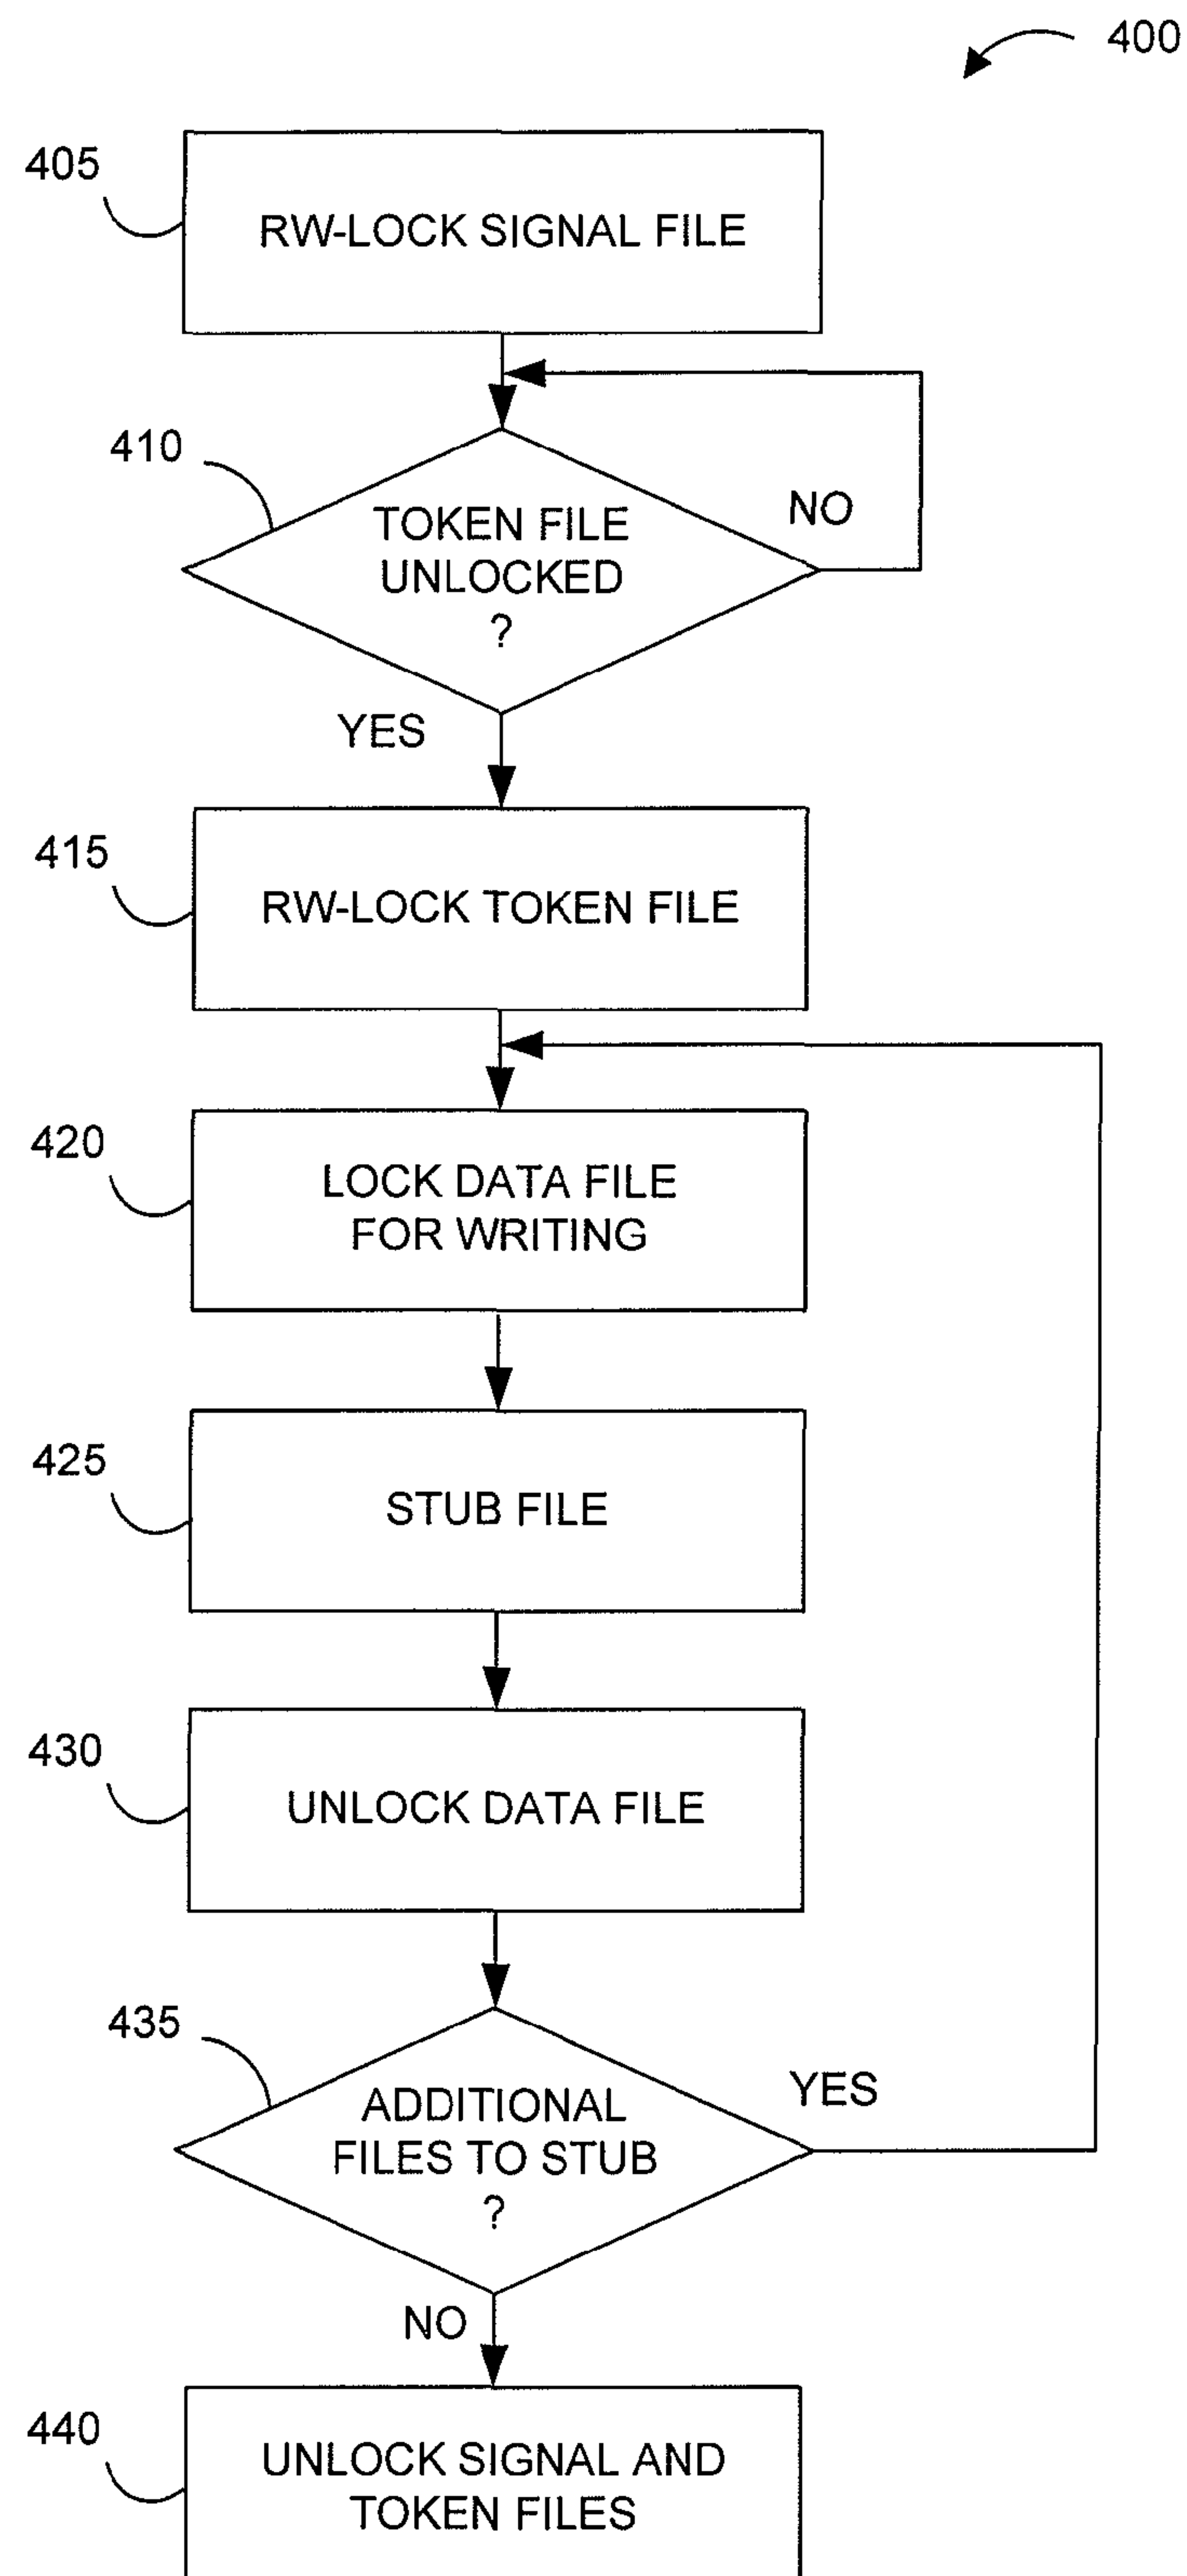 400
405
RW-LOCK SIGNAL FILE
410
TOKEN FILE
UNLOCKED
?
NO
YES
415
RW-LOCK TOKEN FILE
420
LOCK DATA FILE
FOR WRITING
425
STUB FILE
430
UNLOCK DATA FILE
435
ADDITIONAL
FILES TO STUB
?
YES
NO
440
UNLOCK SIGNAL AND
TOKEN FILES